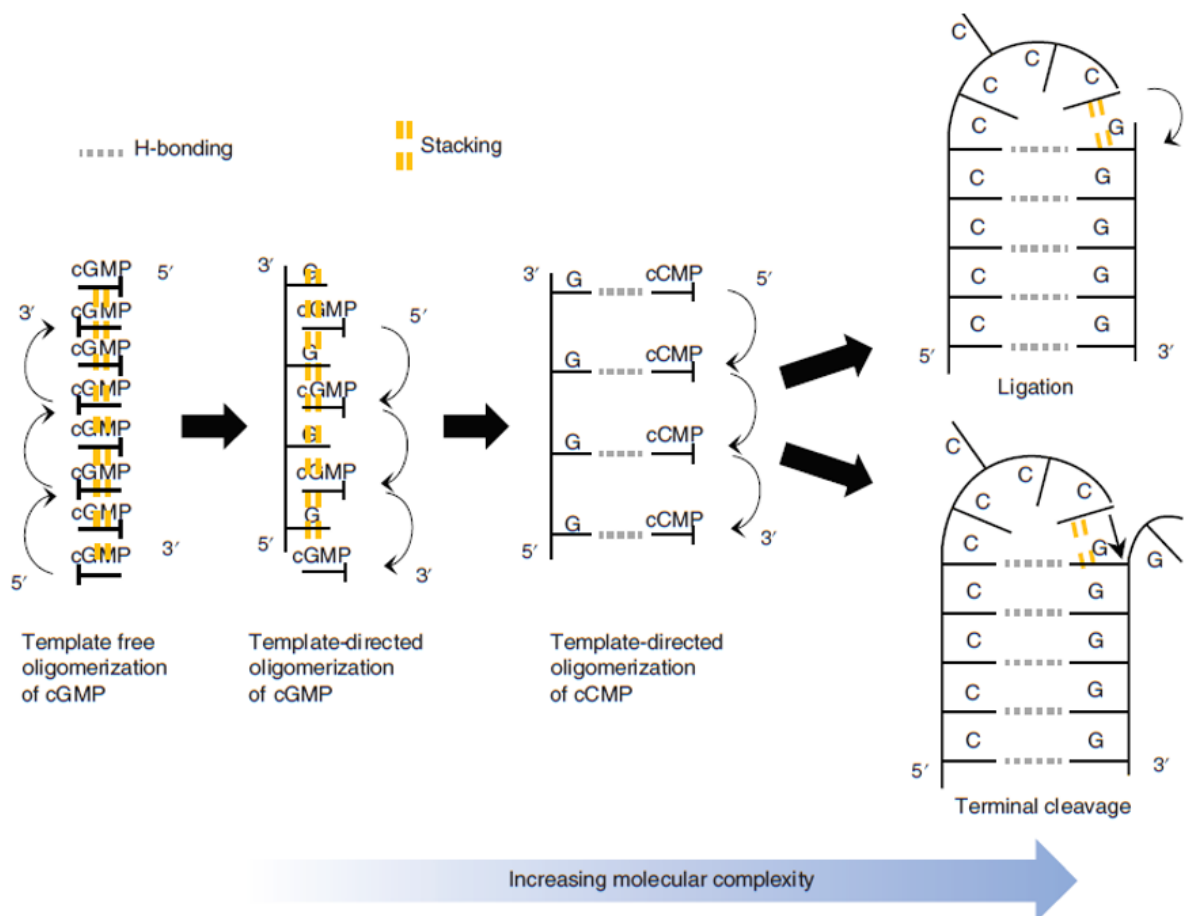 H-bonding
Stacking
cGMP
5′
3′
cGMP
cGMP
cGMP
cGMP
cGMP
cGMP
3′
cGMP
5′
Template free
oligomerization
of cGMP
3′
G
cGMP
5′
G
cGMP
G
cGMP
G
5′
cGMP
3′
Template-directed
oligomerization
of cGMP
3′
G
cCMP
5′
G
cCMP
G
cCMP
G
cCMP
5′
3′
Template-directed
oligomerization
of cCMP
C
C
C
C
C
G
C
G
C
G
C
G
C
G
5′
3′
Ligation
C
C
C
C
C
G
G
C
G
C
G
C
G
C
G
5′
3′
Terminal cleavage
Increasing molecular complexity